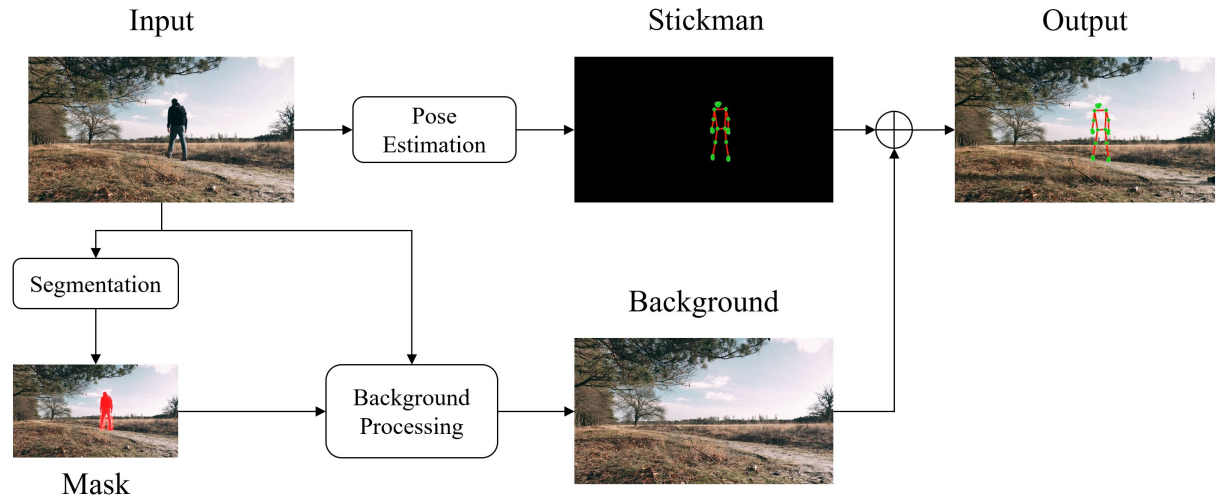 Input
Stickman
Output
Pose
Estimation
Segmentation
Background
Background
Processing
Mask